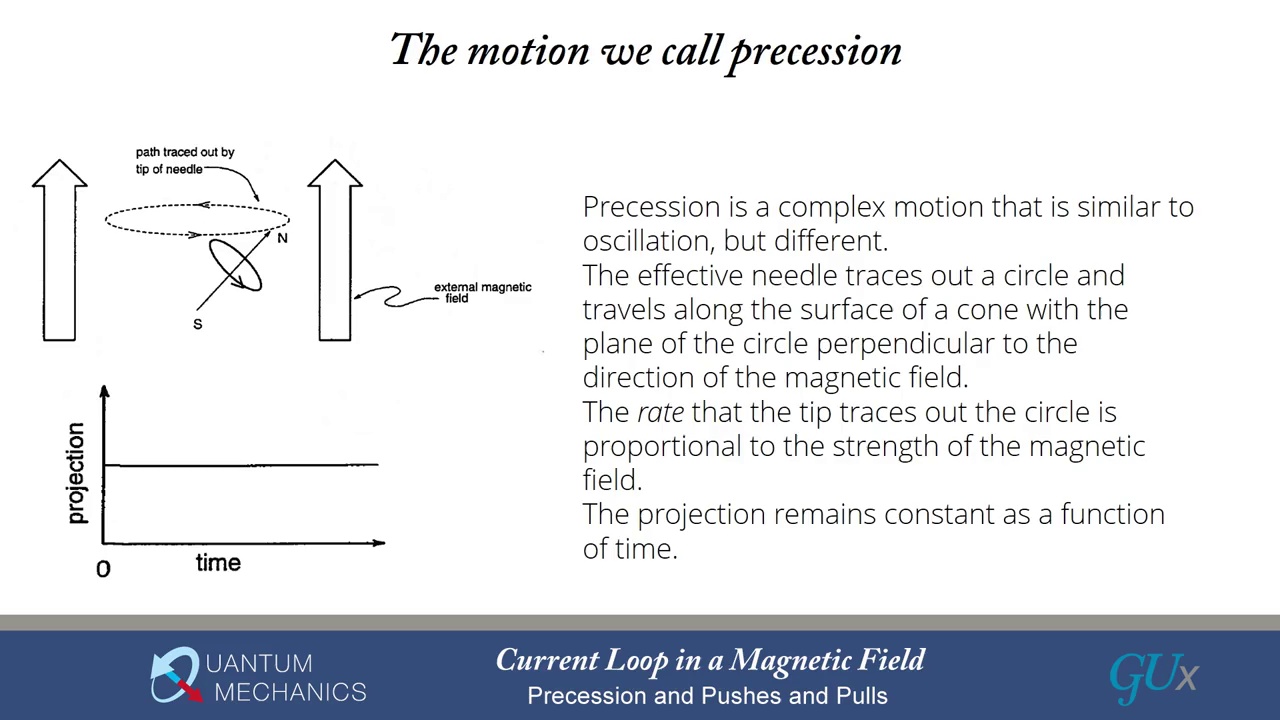 The motion we call precession
path traced out by
tip of needle
N
S
external magnetic
field
projection
0
time
Precession is a complex motion that is similar to
oscillation, but different.
The effective needle traces out a circle and
travels along the surface of a cone with the
plane of the circle perpendicular to the
direction of the magnetic field.
The rate that the tip traces out the circle is
proportional to the strength of the magnetic
field.
The projection remains constant as a function
of time.
QUANTUM
MECHANICS
Current Loop in a Magnetic Field
Precession and Pushes and Pulls
GUx